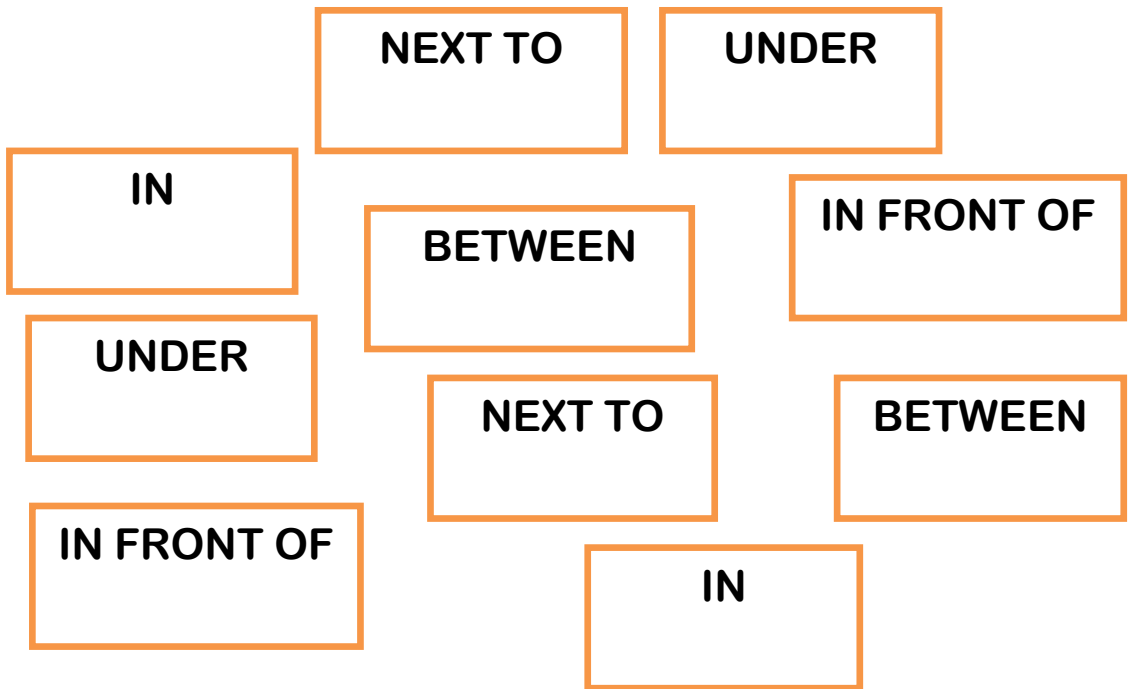 NEXT TO
UNDER
IN
IN FRONT OF
BETWEEN
UNDER
NEXT TO
BETWEEN
IN FRONT OF
IN